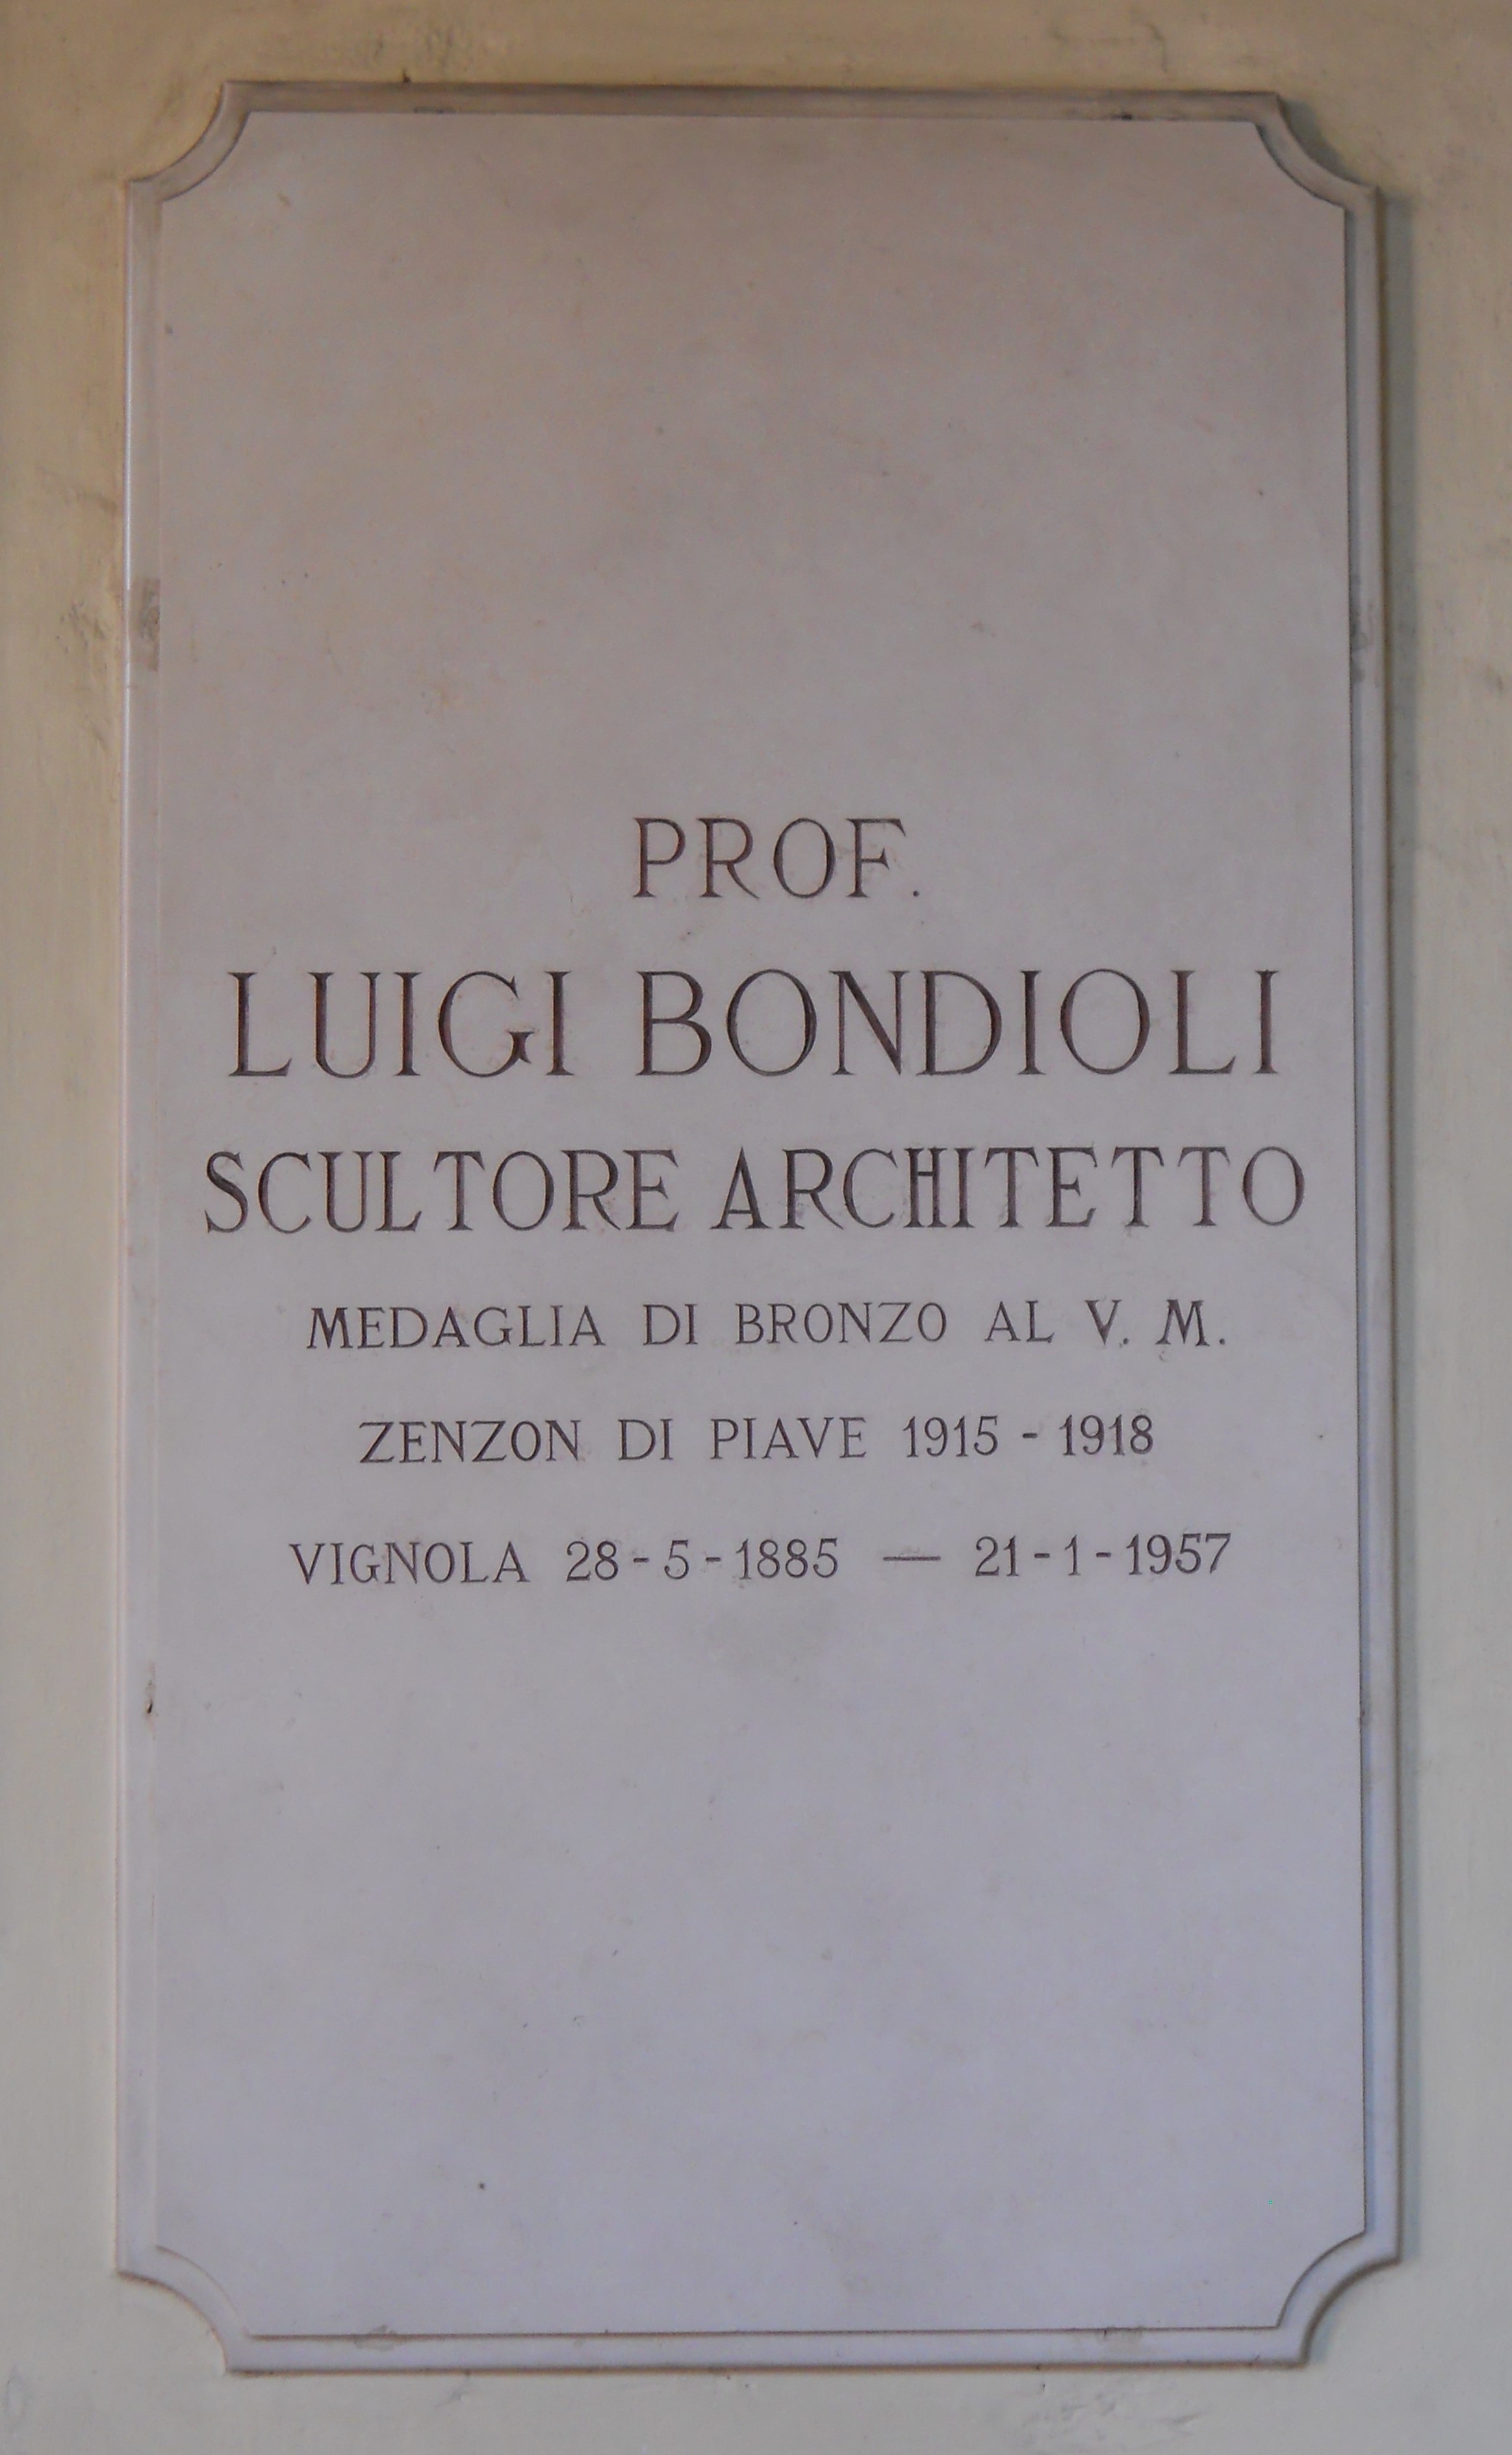 PROF.
LUIGI BONDIOLI
SCULTORE ARCHITETTO
MEDAGLIA DI BRONZO AL V. M.
ZENZON DI PIAVE 1915 - 1918
VIGNOLA 28-5-1885 — 21-1-1957